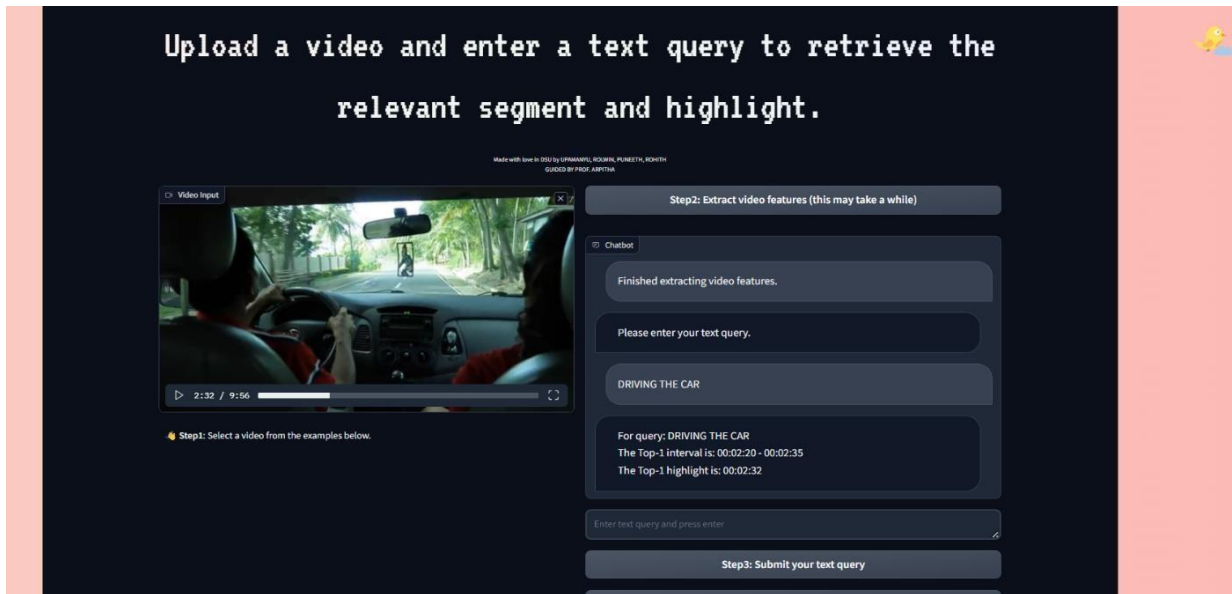 Upload a video and enter a text query to retrieve the
relevant segment and highlight.
Made with love in DSU by UPAMANYU, ROLWIN, PUNEETH, ROHITH
GUIDED BY PROF. ARPITHA
Video Input
2:32 / 9:56
👋 Step1: Select a video from the examples below.
Step2: Extract video features (this may take a while)
Chatbot
Finished extracting video features.
Please enter your text query.
DRIVING THE CAR
For query: DRIVING THE CAR
The Top-1 interval is: 00:02:20 - 00:02:35
The Top-1 highlight is: 00:02:32
Enter text query and press enter
Step3: Submit your text query